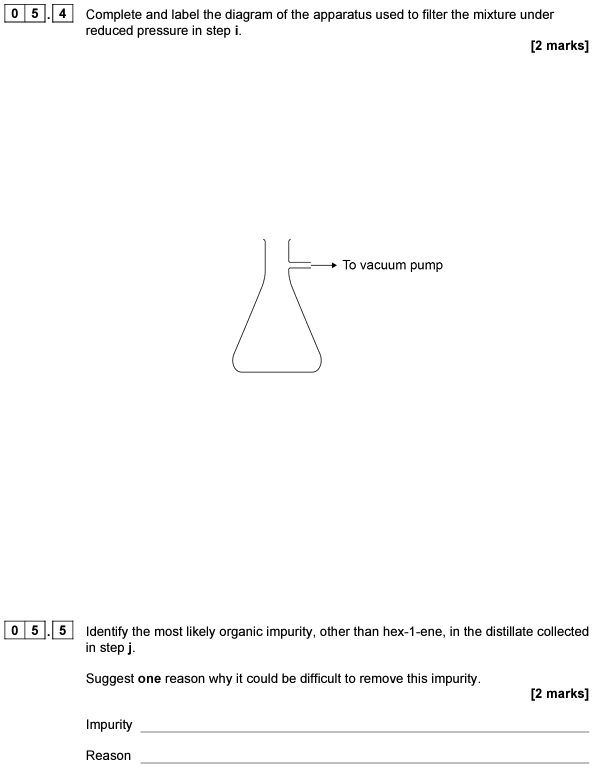 0 5 . 4 Complete and label the diagram of the apparatus used to filter the mixture under
reduced pressure in step i.
[2 marks]
To vacuum pump
0 5 . 5 Identify the most likely organic impurity, other than hex-1-ene, in the distillate collected
in step j.
Suggest one reason why it could be difficult to remove this impurity.
[2 marks]
Impurity
Reason